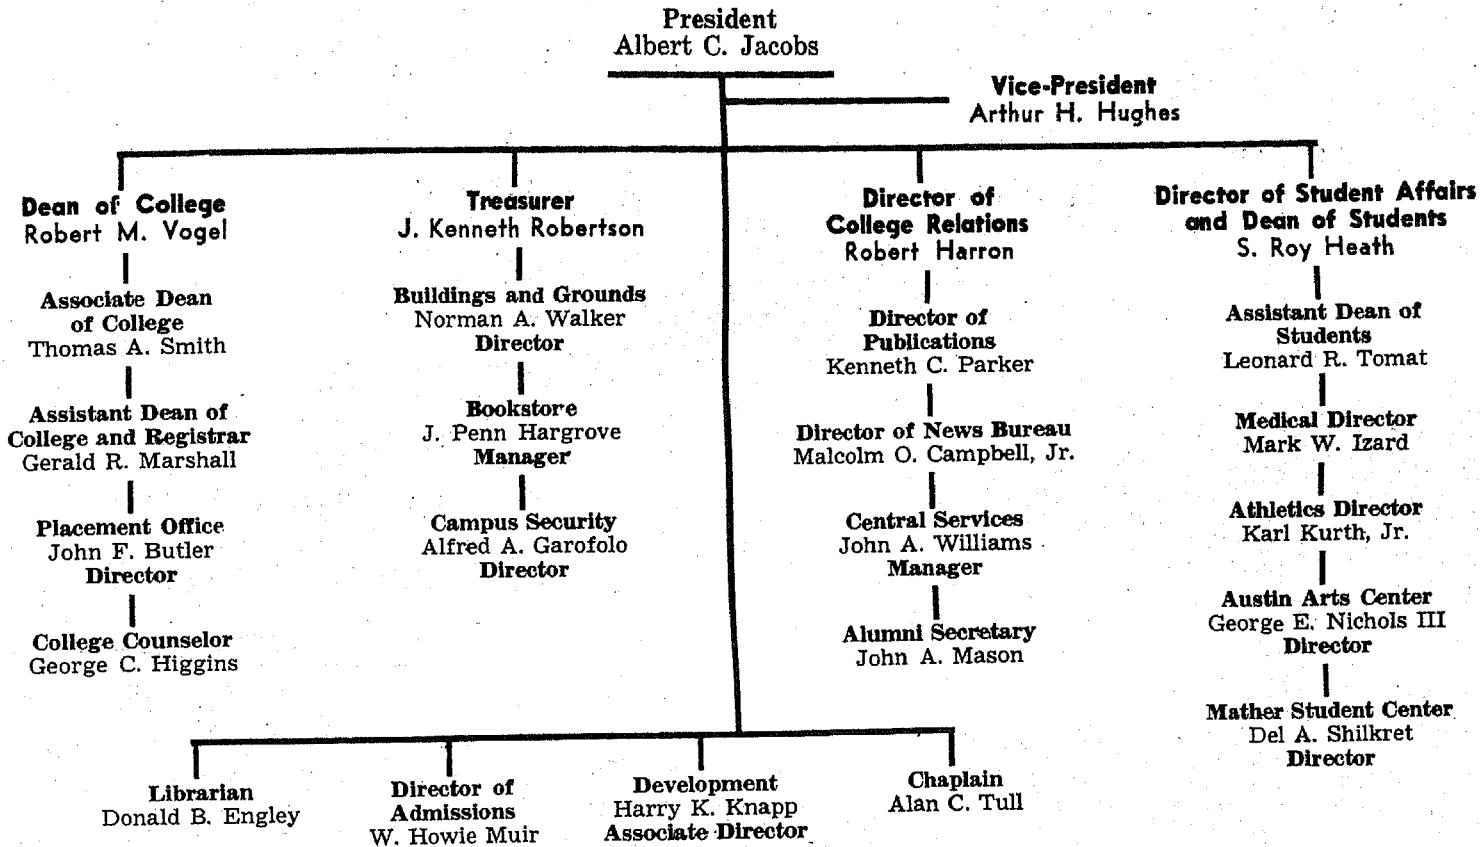 President
Albert C. Jacobs
Vice-President
Arthur H. Hughes
Dean of College
Robert M. Vogel
Associate Dean
of College
Thomas A. Smith
Assistant Dean of
College and Registrar
Gerald R. Marshall
Placement Office
John F. Butler
Director
College Counselor
George C. Higgins
Treasurer
J. Kenneth Robertson
Buildings and Grounds
Norman A. Walker
Director
Bookstore
J. Penn Hargrove
Manager
Campus Security
Alfred A. Garofolo
Director
Director of
College Relations
Robert Harron
Director of
Publications
Kenneth C. Parker
Director of News Bureau
Malcolm O. Campbell, Jr.
Central Services
John A. Williams
Manager
Alumni Secretary
John A. Mason
Director of Student Affairs
and Dean of Students
S. Roy Heath
Assistant Dean of
Students
Leonard R. Tomat
Medical Director
Mark W. Izard
Athletics Director
Karl Kurth, Jr.
Austin Arts Center
George E. Nichols III
Director
Mather Student Center
Del A. Shilkret
Director
Librarian
Donald B. Engley
Director of
Admissions
W. Howie Muir
Development
Harry K. Knapp
Associate Director
Chaplain
Alan C. Tull